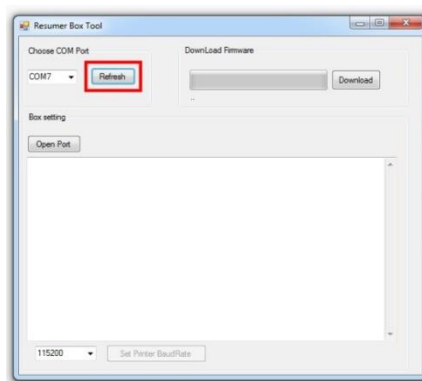 Resumer Box Tool
Choose COM Port
DownLoad Firmware
COM7
Refresh
Download
..
Box setting
Open Port
115200
Set Printer BaudRate